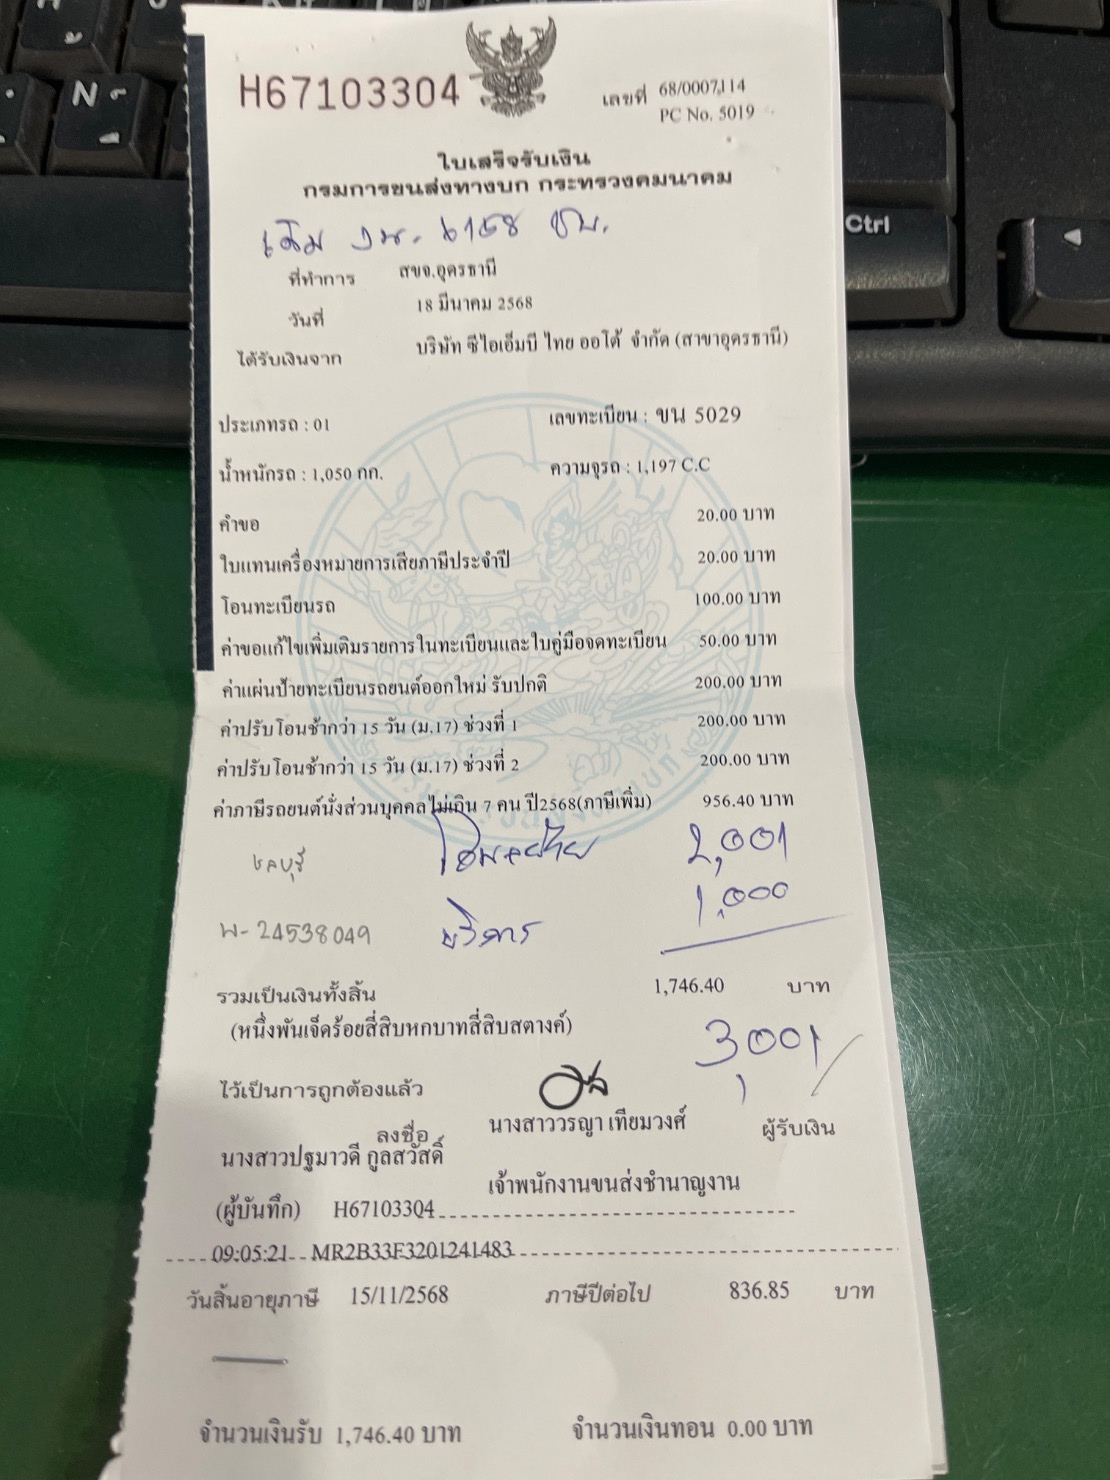 N
Ctrl
H67103304
เลขที่ 68/0007114
PC No. 5019
ใบเสร็จรับเงิน
กรมการขนส่งทางบก กระทรวงคมนาคม
เดิม 6158 ชบ.
ที่ทำการ สขจ.อุดรธานี
วันที่ 18 มีนาคม 2568
ได้รับเงินจาก บริษัท ซีไอเอ็มบี ไทย ออโต้ จำกัด (สาขาอุดรธานี)
ประเภทรถ : 01 เลขทะเบียน : ขน 5029
น้ำหนักรถ : 1,050 กก. ความจุรถ : 1,197 C.C
คำขอ 20.00 บาท
ใบแทนเครื่องหมายการเสียภาษีประจำปี 20.00 บาท
โอนทะเบียนรถ 100.00 บาท
ค่าขอแก้ไขเพิ่มเติมรายการในทะเบียนและใบคู่มือจดทะเบียน 50.00 บาท
ค่าแผ่นป้ายทะเบียนรถยนต์ออกใหม่ รับปกติ 200.00 บาท
ค่าปรับโอนช้ากว่า 15 วัน (ม.17) ช่วงที่ 1 200.00 บาท
ค่าปรับโอนช้ากว่า 15 วัน (ม.17) ช่วงที่ 2 200.00 บาท
ค่าภาษีรถยนต์นั่งส่วนบุคคลไม่เกิน 7 คน ปี2568(ภาษีเพิ่ม) 956.40 บาท
ชลบุรี 2,001
พ-24538049 บริการ 1,000
รวมเป็นเงินทั้งสิ้น 1,746.40 บาท
(หนึ่งพันเจ็ดร้อยสี่สิบหกบาทสี่สิบสตางค์)
3,001
ไว้เป็นการถูกต้องแล้ว
ลงชื่อ นางสาววรญา เทียมวงศ์ ผู้รับเงิน
นางสาวปฐมาวดี กูลสวัสดิ์
เจ้าพนักงานขนส่งชำนาญงาน
(ผู้บันทึก) H67103304
09:05:21 MR2B33F3201241483
วันสิ้นอายุภาษี 15/11/2568 ภาษีปีต่อไป 836.85 บาท
จำนวนเงินรับ 1,746.40 บาท จำนวนเงินทอน 0.00 บาท